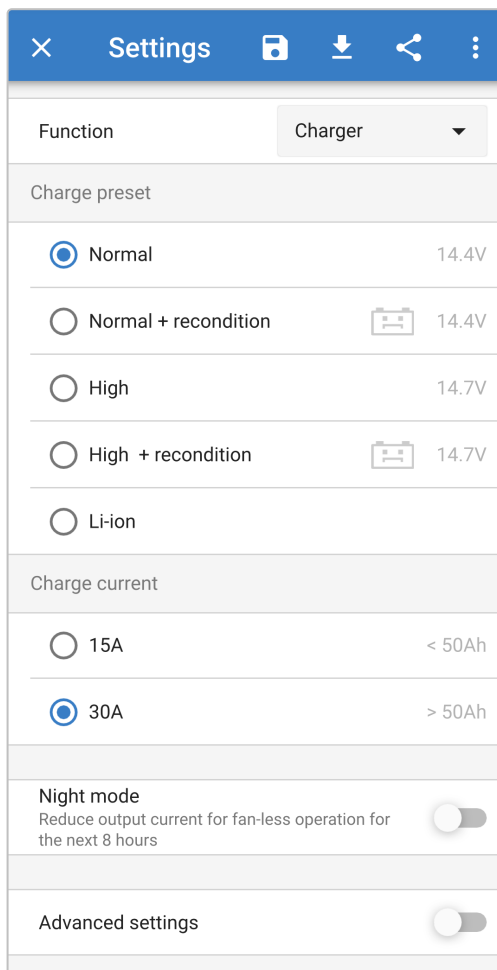 Settings
Function Charger
Charge preset
Normal 14.4V
Normal + recondition 14.4V
High 14.7V
High + recondition 14.7V
Li-ion
Charge current
15A < 50Ah
30A > 50Ah
Night mode
Reduce output current for fan-less operation for
the next 8 hours
Advanced settings